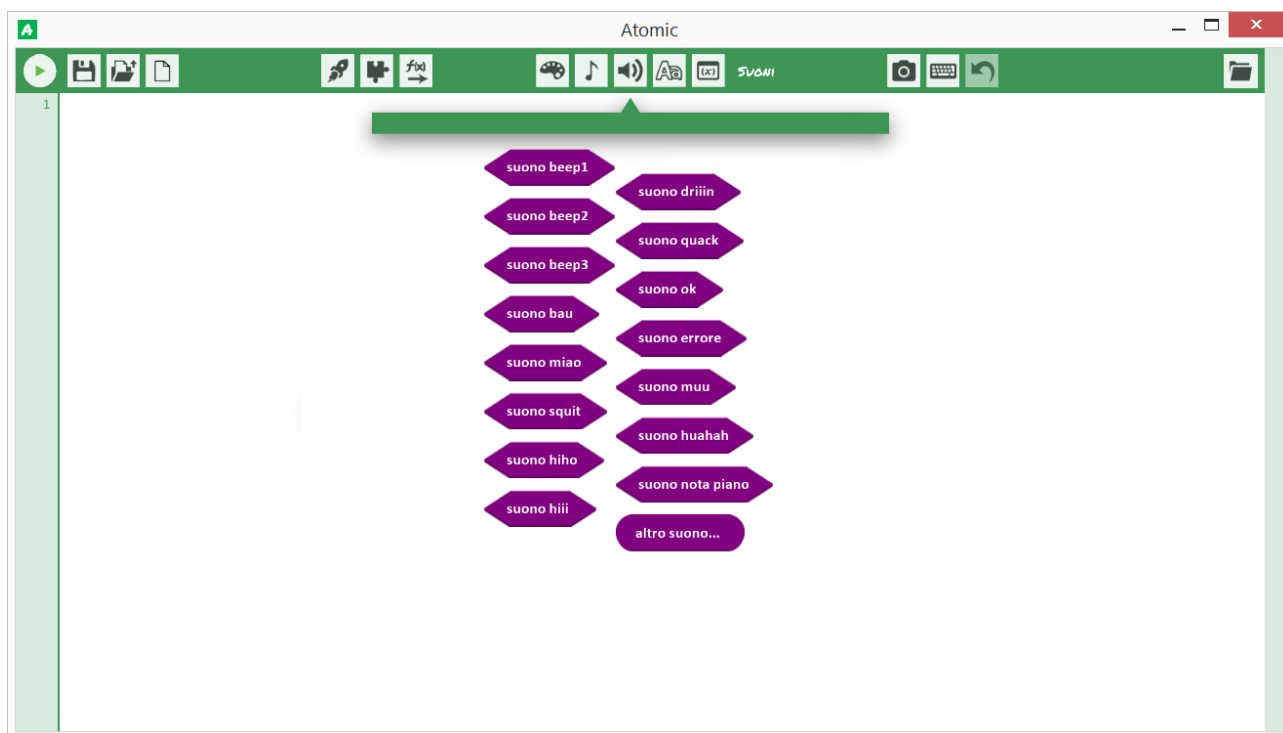 A
Atomic
f(x)
Aa
(x)
SUONI
1
suono beep1
suono beep2
suono beep3
suono bau
suono miao
suono squit
suono hiho
suono hiii
suono driiin
suono quack
suono ok
suono errore
suono muu
suono huahah
suono nota piano
altro suono...